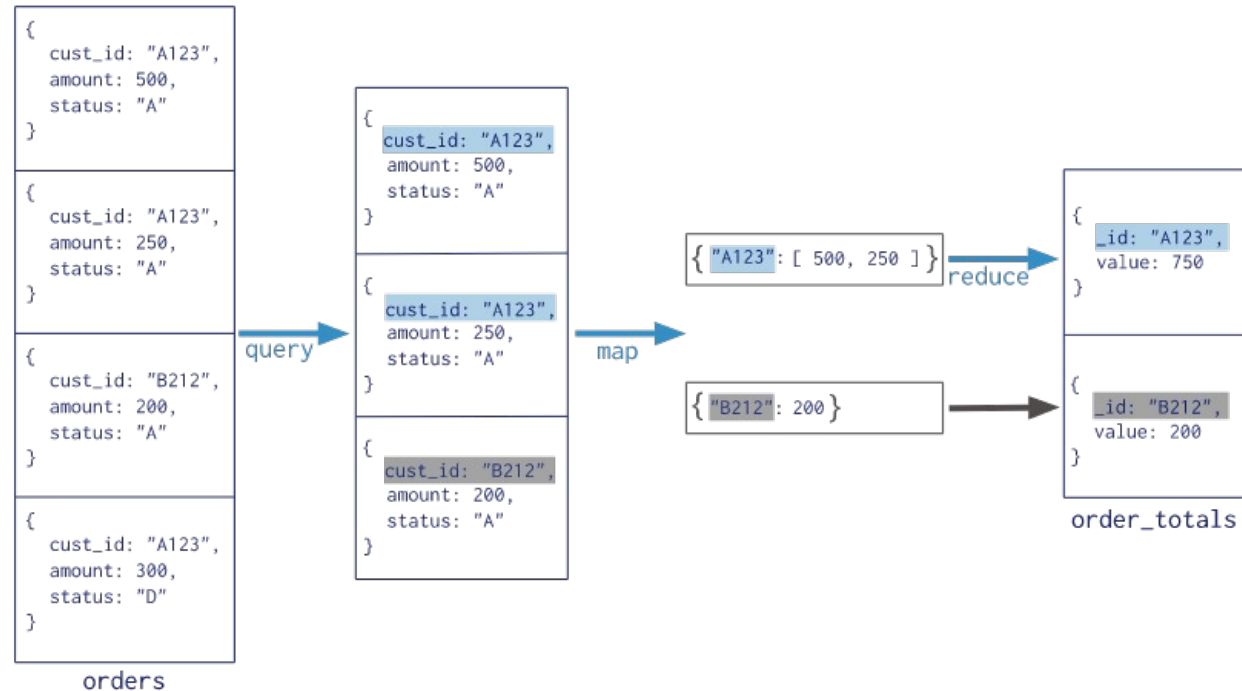 {
cust_id: "A123",
amount: 500,
status: "A"
}
{
cust_id: "A123",
amount: 250,
status: "A"
}
{
cust_id: "B212",
amount: 200,
status: "A"
}
{
cust_id: "A123",
amount: 300,
status: "D"
}
orders
query
{
cust_id: "A123",
amount: 500,
status: "A"
}
{
cust_id: "A123",
amount: 250,
status: "A"
}
{
cust_id: "B212",
amount: 200,
status: "A"
}
map
{ "A123": [ 500, 250 ] }
{ "B212": 200 }
reduce
{
_id: "A123",
value: 750
}
{
_id: "B212",
value: 200
}
order_totals